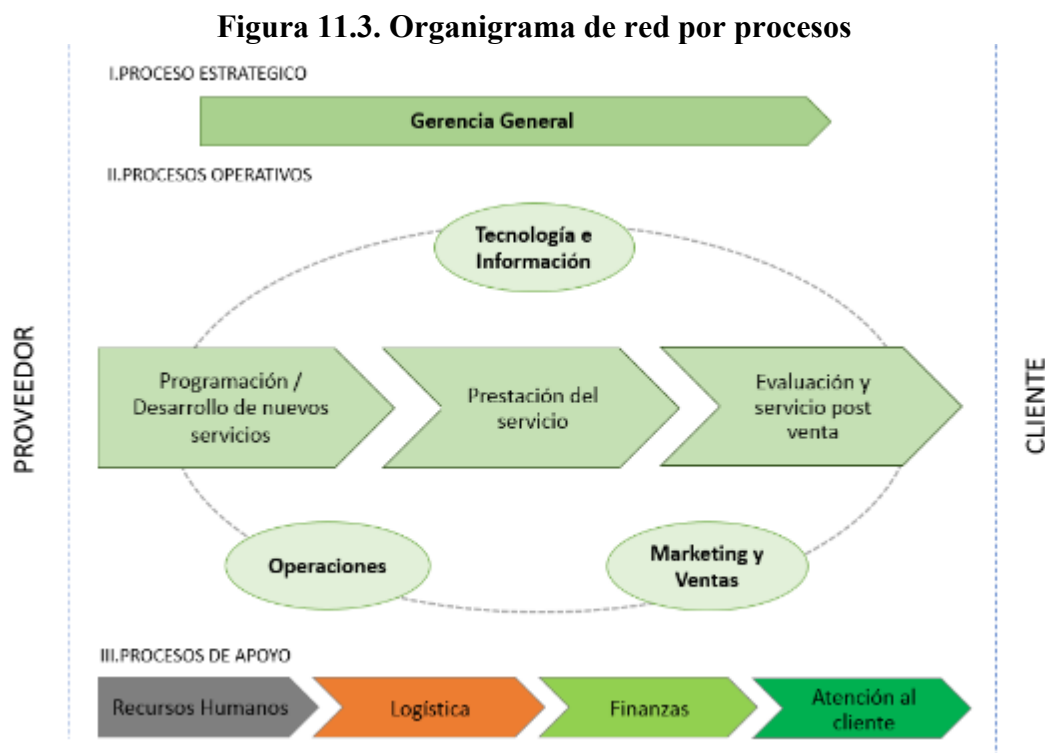 Figura 11.3. Organigrama de red por procesos
I.PROCESO ESTRATEGICO
Gerencia General
II.PROCESOS OPERATIVOS
Tecnología e
Información
PROVEEDOR
Programación /
Desarrollo de nuevos
servicios
Prestación del
servicio
Evaluación y
servicio post
venta
CLIENTE
Operaciones
Marketing y
Ventas
III.PROCESOS DE APOYO
Recursos Humanos
Logística
Finanzas
Atención al
cliente